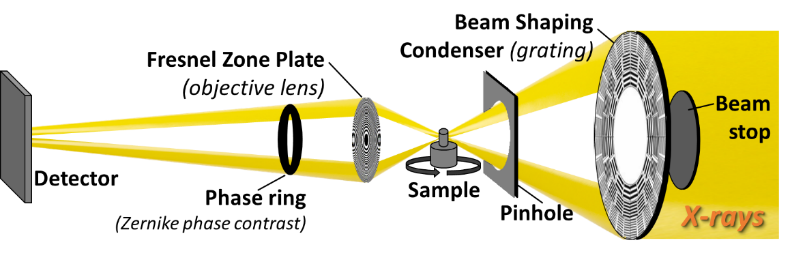 Beam Shaping
Condenser (grating)
Fresnel Zone Plate
(objective lens)
Beam
stop
Detector
Sample
Phase ring
(Zernike phase contrast)
Pinhole
X-rays